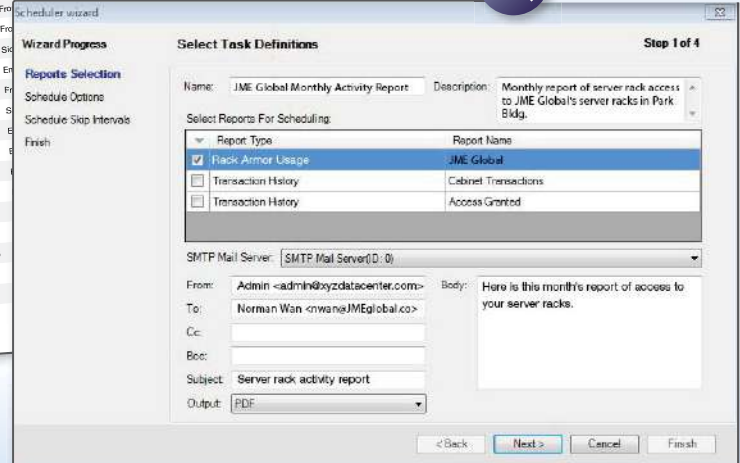 Scheduler wizard
Wizard Progress
Reports Selection
Schedule Options
Schedule Skip Intervals
Finish
Select Task Definitions
Step 1 of 4
Name: JME Global Monthly Activity Report
Description: Monthly report of server rack access
to JME Global's server racks in Park
Bldg.
Select Reports For Scheduling:
Report Type Report Name
Rack Armor Usage JME Global
Transaction History Cabinet Transactions
Transaction History Access Granted
SMTP Mail Server: SMTP Mail Server(ID: 0)
From: Admin <admin@xyzdatacenter.com>
To: Norman Wan <nwan@JMEglobal.co>
Cc:
Bcc:
Subject: Server rack activity report
Output: PDF
Body: Here is this month's report of access to
your server racks.
< Back Next > Cancel Finish